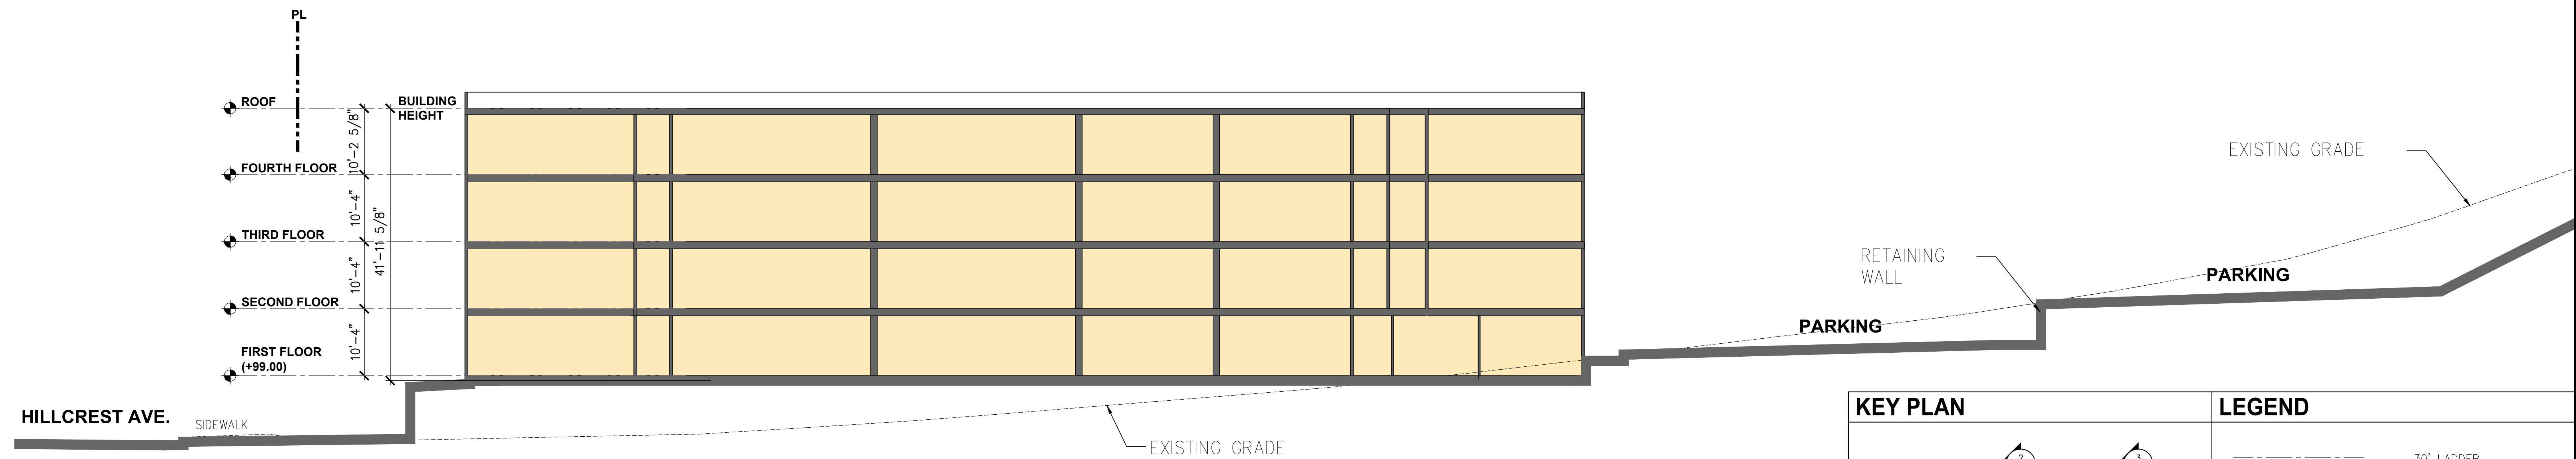 PL
ROOF
BUILDING
HEIGHT
10'-2 5/8"
FOURTH FLOOR
10'-4"
THIRD FLOOR
41'-11 5/8"
10'-4"
SECOND FLOOR
10'-4"
FIRST FLOOR
(+99.00)
HILLCREST AVE.
SIDEWALK
EXISTING GRADE
EXISTING GRADE
RETAINING
WALL
PARKING
PARKING
KEY PLAN
LEGEND
2
3
30' LADDER